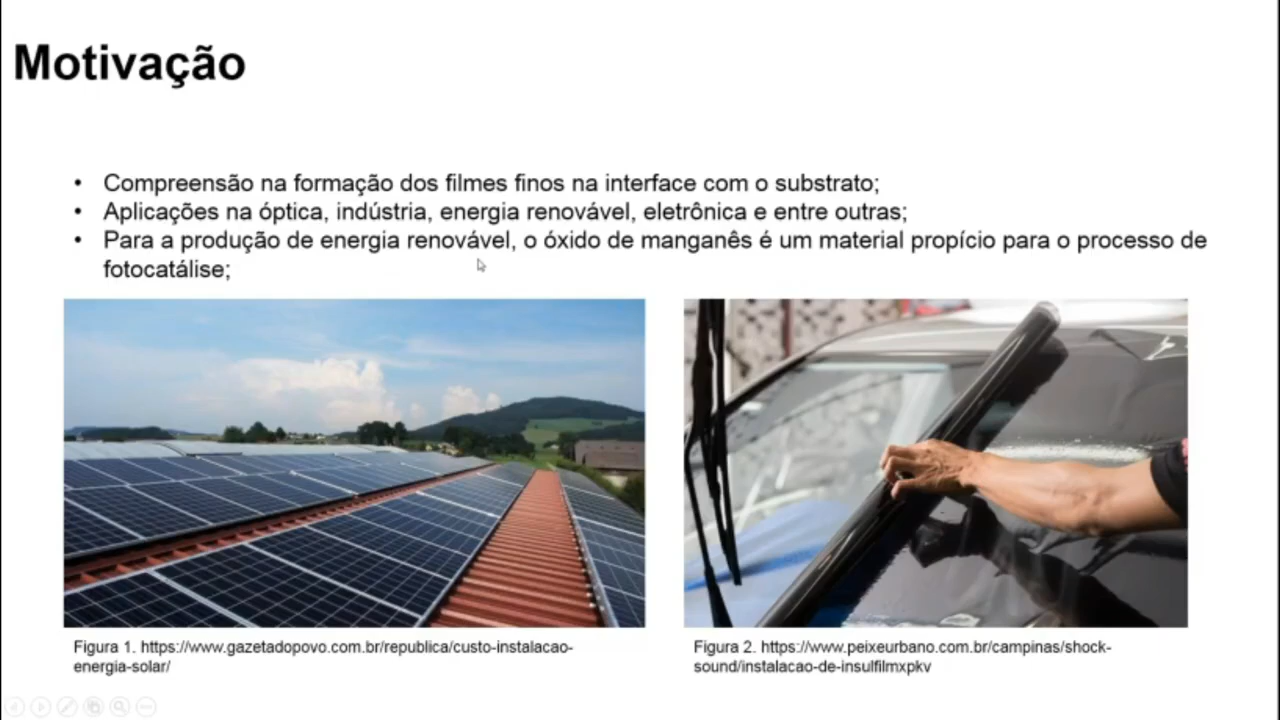 Motivação
• Compreensão na formação dos filmes finos na interface com o substrato;
• Aplicações na óptica, indústria, energia renovável, eletrônica e entre outras;
• Para a produção de energia renovável, o óxido de manganês é um material propício para o processo de
fotocatálise;
Figura 1. https://www.gazetadopovo.com.br/republica/custo-instalacao-
energia-solar/
Figura 2. https://www.peixeurbano.com.br/campinas/shock-
sound/instalacao-de-insulfilmxpkv